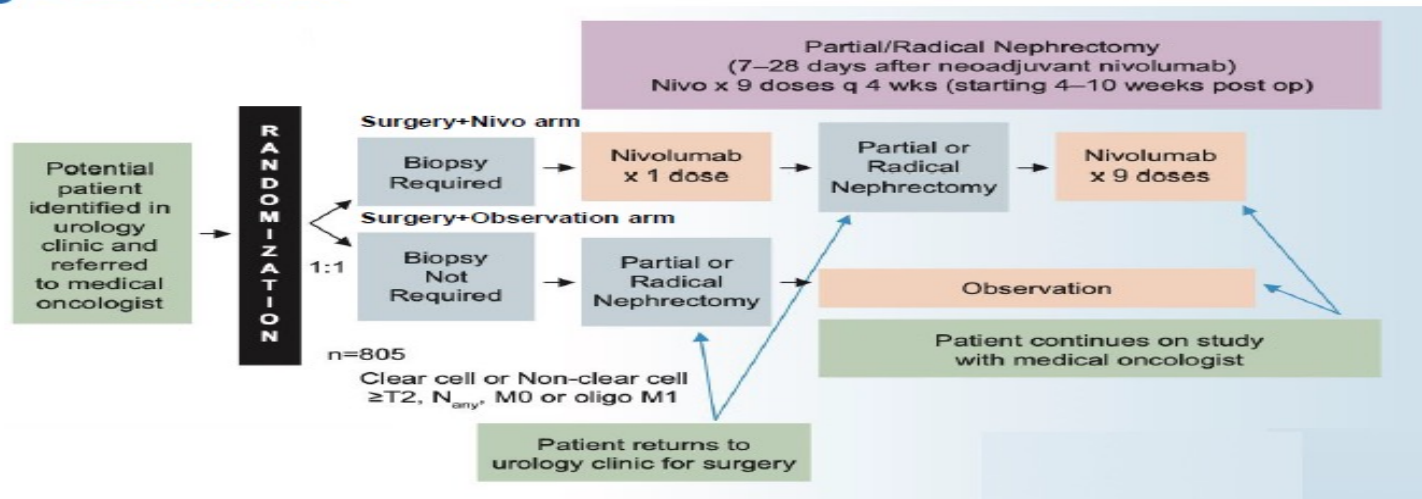 Partial/Radical Nephrectomy
(7–28 days after neoadjuvant nivolumab)
Nivo x 9 doses q 4 wks (starting 4–10 weeks post op)
Potential
patient
identified in
urology
clinic and
referred
to medical
oncologist
RANDOMIZATION
1:1
Surgery+Nivo arm
Biopsy
Required
Nivolumab
x 1 dose
Partial or
Radical
Nephrectomy
Nivolumab
x 9 doses
Surgery+Observation arm
Biopsy
Not
Required
Partial or
Radical
Nephrectomy
Observation
Patient continues on study
with medical oncologist
n=805
Clear cell or Non-clear cell
≥T2, Nany, M0 or oligo M1
Patient returns to
urology clinic for surgery